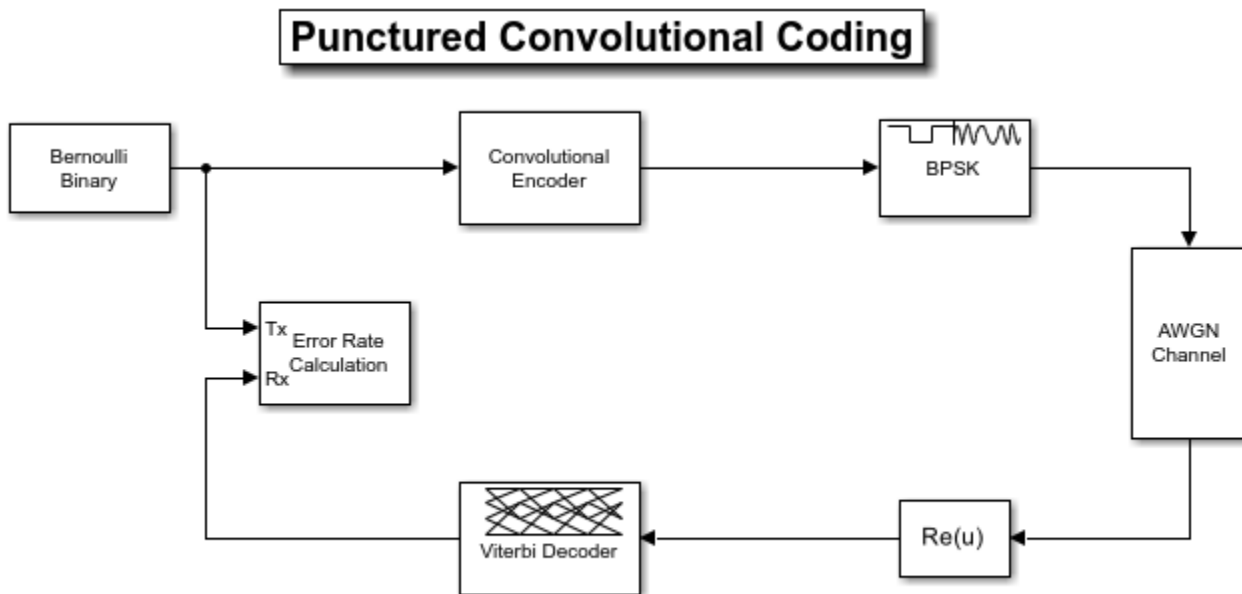 Punctured Convolutional Coding
Bernoulli
Binary
Convolutional
Encoder
BPSK
AWGN
Channel
Tx
Error Rate
Calculation
Rx
Viterbi Decoder
Re(u)